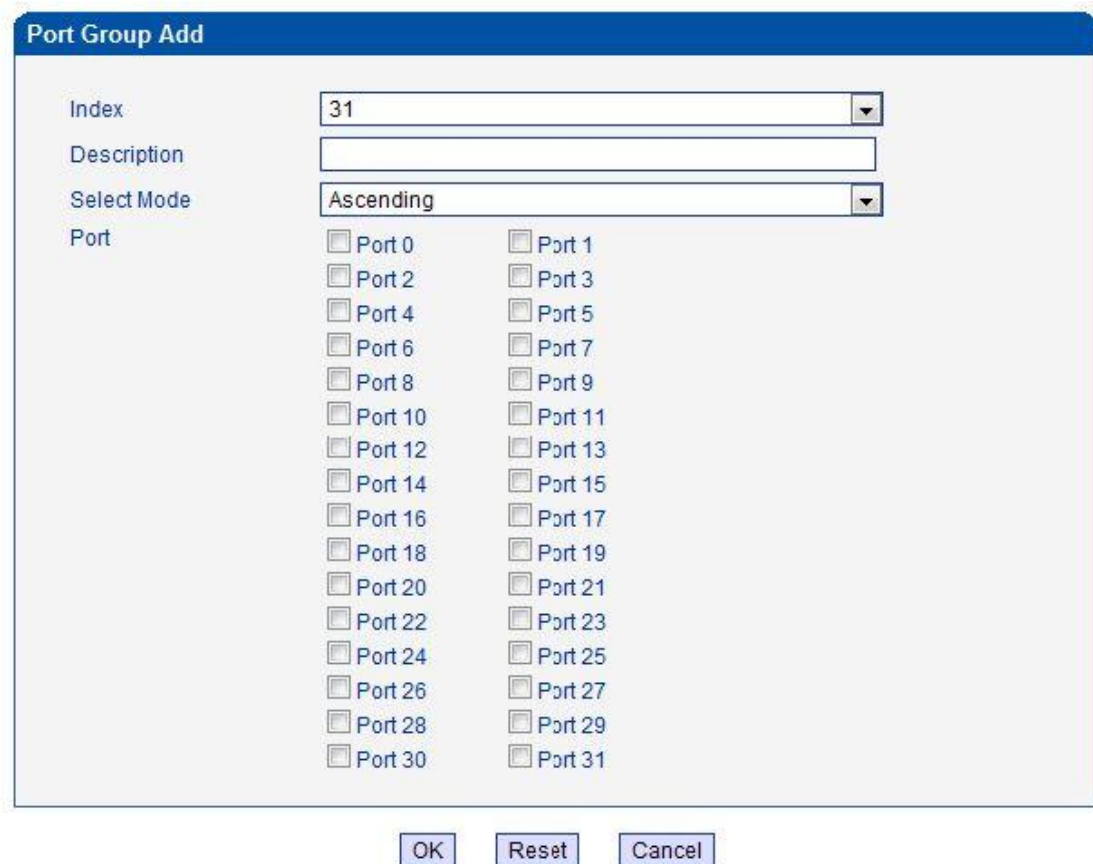 Port Group Add
Index 31
Description
Select Mode Ascending
Port
Port 0 Port 1
Port 2 Port 3
Port 4 Port 5
Port 6 Port 7
Port 8 Port 9
Port 10 Port 11
Port 12 Port 13
Port 14 Port 15
Port 16 Port 17
Port 18 Port 19
Port 20 Port 21
Port 22 Port 23
Port 24 Port 25
Port 26 Port 27
Port 28 Port 29
Port 30 Port 31
OK Reset Cancel